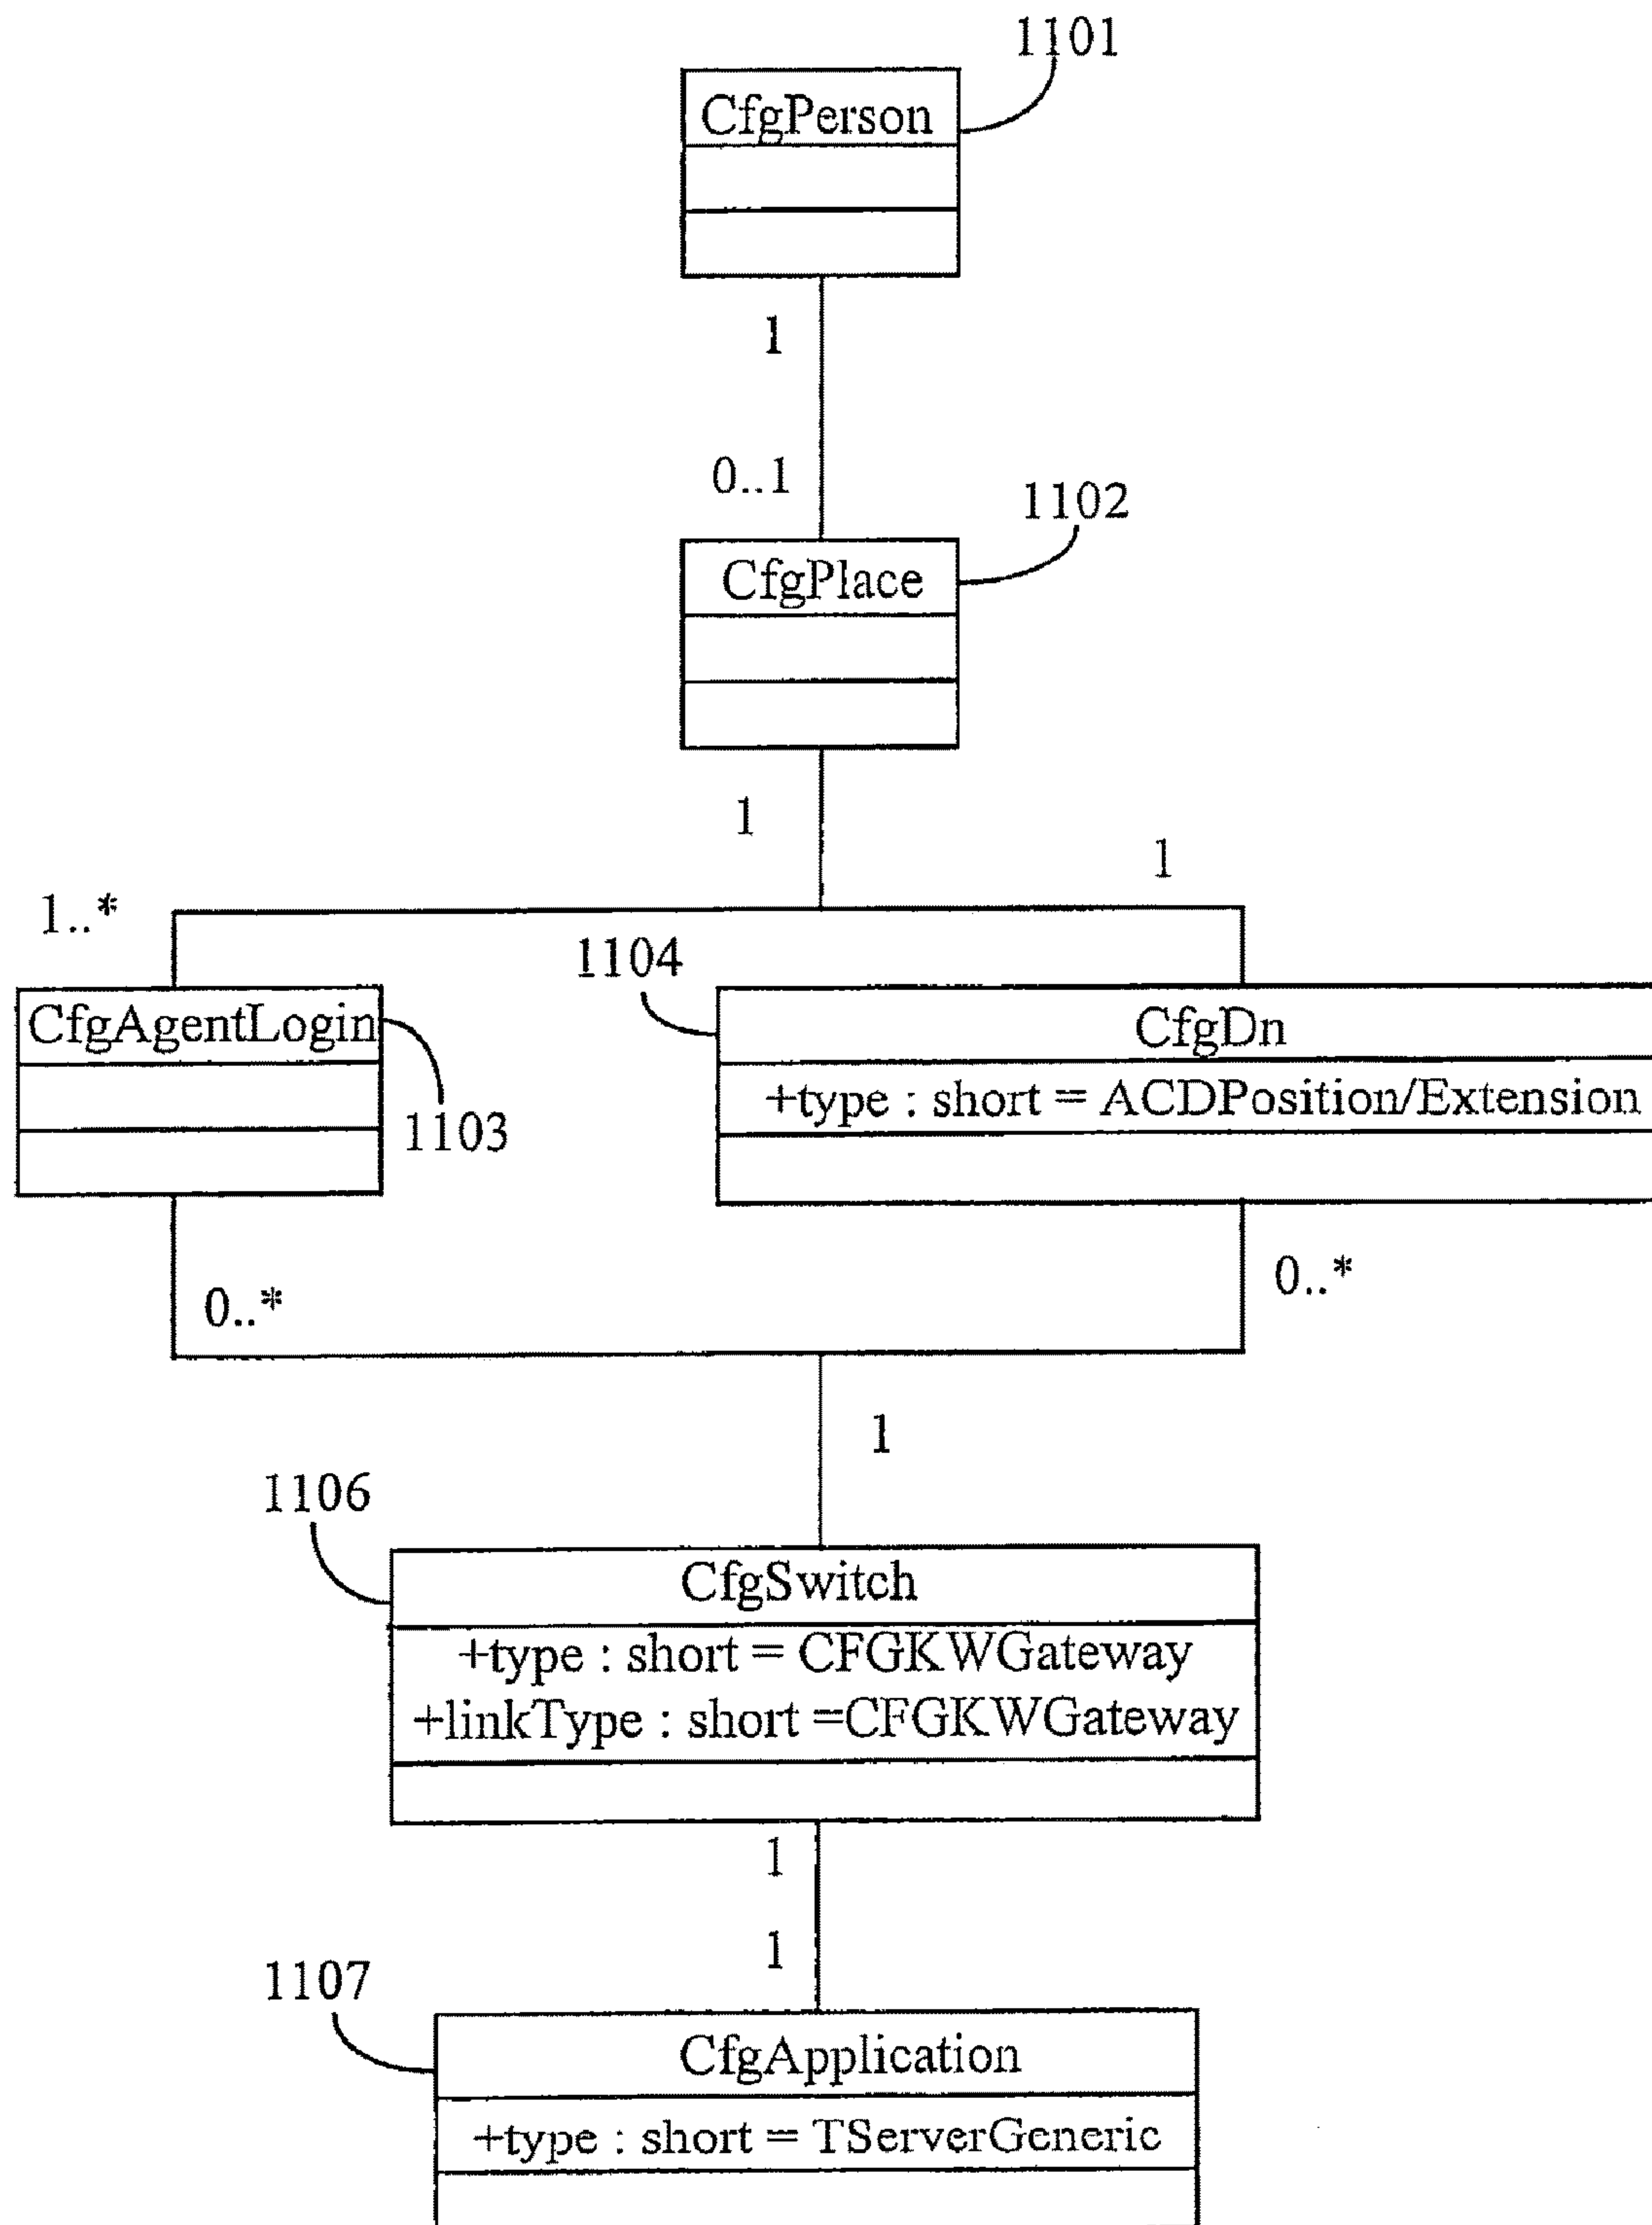 1101
CfgPerson
1
0..1
1102
CfgPlace
1
1
1..*
1104
CfgAgentLogin
CfgDn
+type : short = ACDPosition/Extension
1103
0..*
0..*
1
1106
CfgSwitch
+type : short = CFGKWGateway
+linkType : short =CFGKWGateway
1
1
1107
CfgApplication
+type : short = TServerGeneric